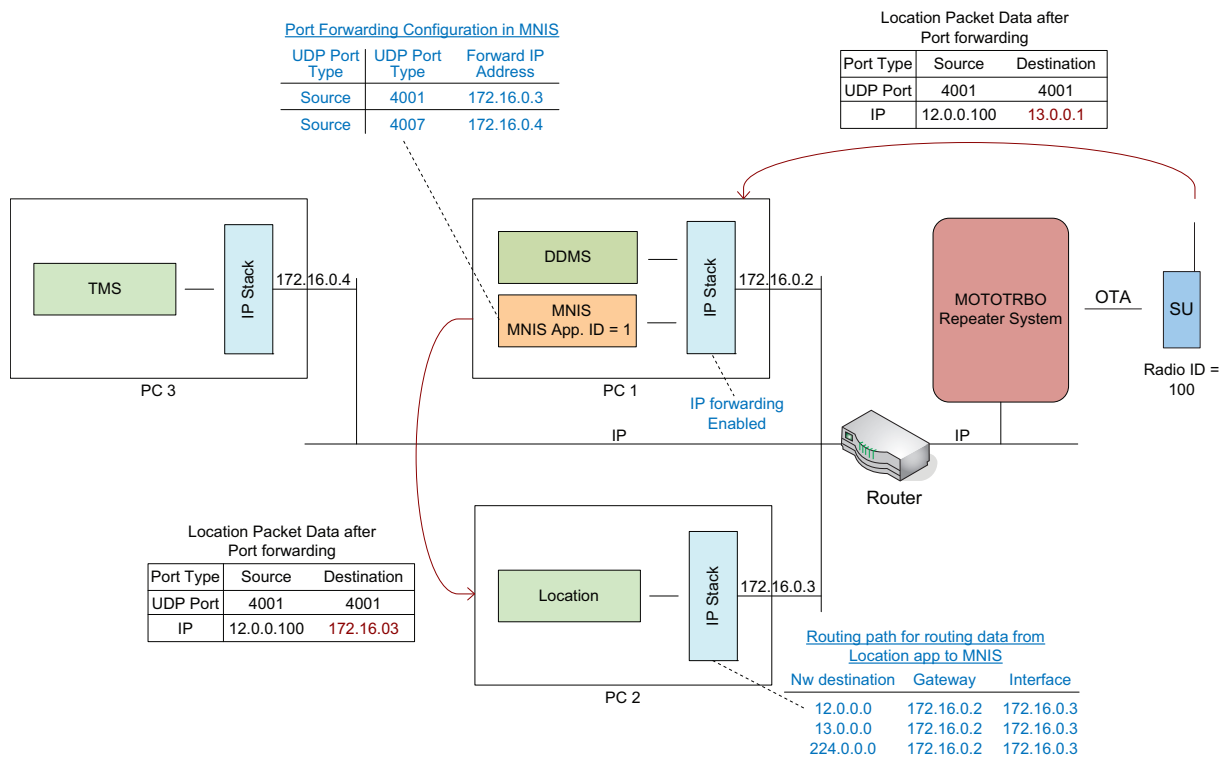 Port Forwarding Configuration in MNIS
UDP Port Type UDP Port Type Forward IP Address
Source 4001 172.16.0.3
Source 4007 172.16.0.4
Location Packet Data after
Port forwarding
Port Type Source Destination
UDP Port 4001 4001
IP 12.0.0.100 13.0.0.1
TMS
IP Stack
172.16.0.4
PC 3
DDMS
MNIS
MNIS App. ID = 1
IP Stack
172.16.0.2
PC 1
IP forwarding
Enabled
MOTOTRBO
Repeater System
OTA
SU
Radio ID =
100
IP
IP
Router
Location Packet Data after
Port forwarding
Port Type Source Destination
UDP Port 4001 4001
IP 12.0.0.100 172.16.03
Location
IP Stack
172.16.0.3
PC 2
Routing path for routing data from
Location app to MNIS
Nw destination Gateway Interface
12.0.0.0 172.16.0.2 172.16.0.3
13.0.0.0 172.16.0.2 172.16.0.3
224.0.0.0 172.16.0.2 172.16.0.3